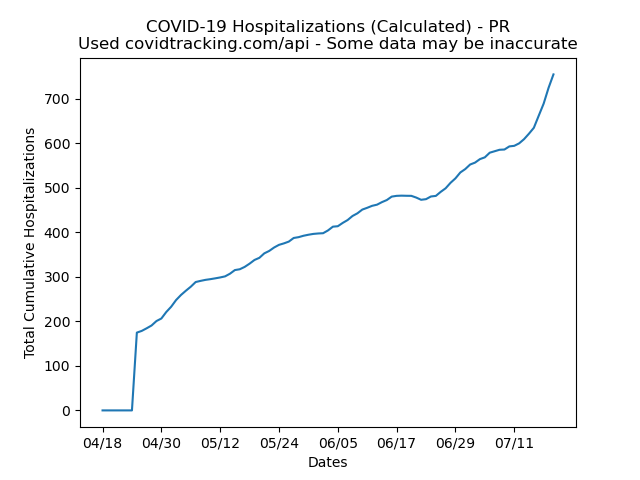 COVID-19 Hospitalizations (Calculated) - PR
Used covidtracking.com/api - Some data may be inaccurate
Total Cumulative Hospitalizations
700
600
500
400
300
200
100
0
04/18 04/30 05/12 05/24 06/05 06/17 06/29 07/11
Dates